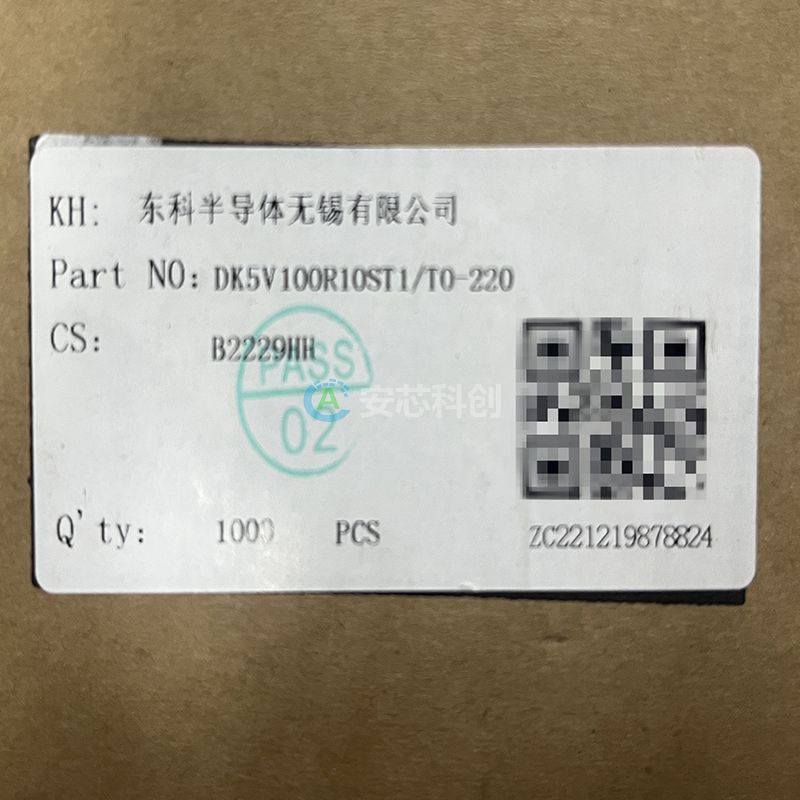 KH: 东科半导体无锡有限公司
Part NO: DK5V100R10ST1/TO-220
CS: B2229HH
PASS
安芯科创
02
Q'ty: 1000 PCS
ZC221219878824